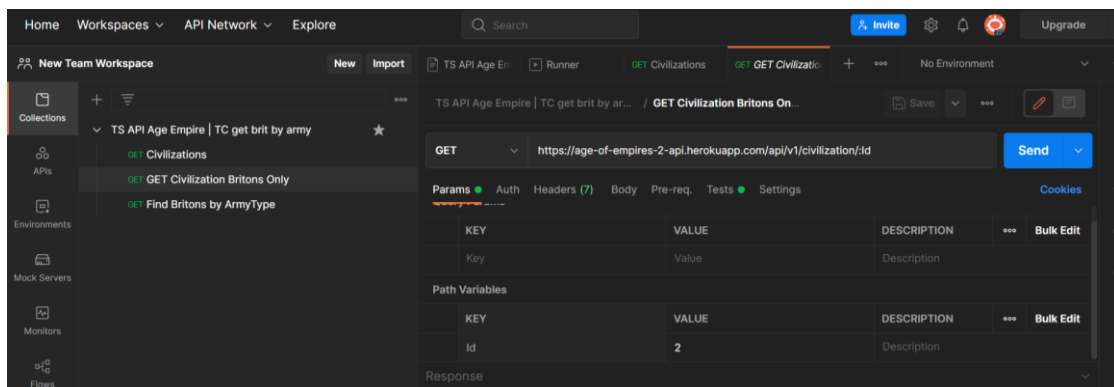 Home Workspaces API Network Explore Search Invite Upgrade
New Team Workspace New Import TS API Age Em Runner GET Civilizations GET GET Civilizatio No Environment
Collections
TS API Age Empire | TC get brit by ar... / GET Civilization Britons On... Save
TS API Age Empire | TC get brit by army
GET Civilizations
GET GET Civilization Britons Only
GET Find Britons by ArmyType
APIs
Environments
Mock Servers
Monitors
Flows
GET https://age-of-empires-2-api.herokuapp.com/api/v1/civilization/:Id Send
Params Auth Headers (7) Body Pre-req. Tests Settings Cookies
KEY VALUE DESCRIPTION Bulk Edit
Key Value Description
Path Variables
KEY VALUE DESCRIPTION Bulk Edit
Id 2 Description
Response